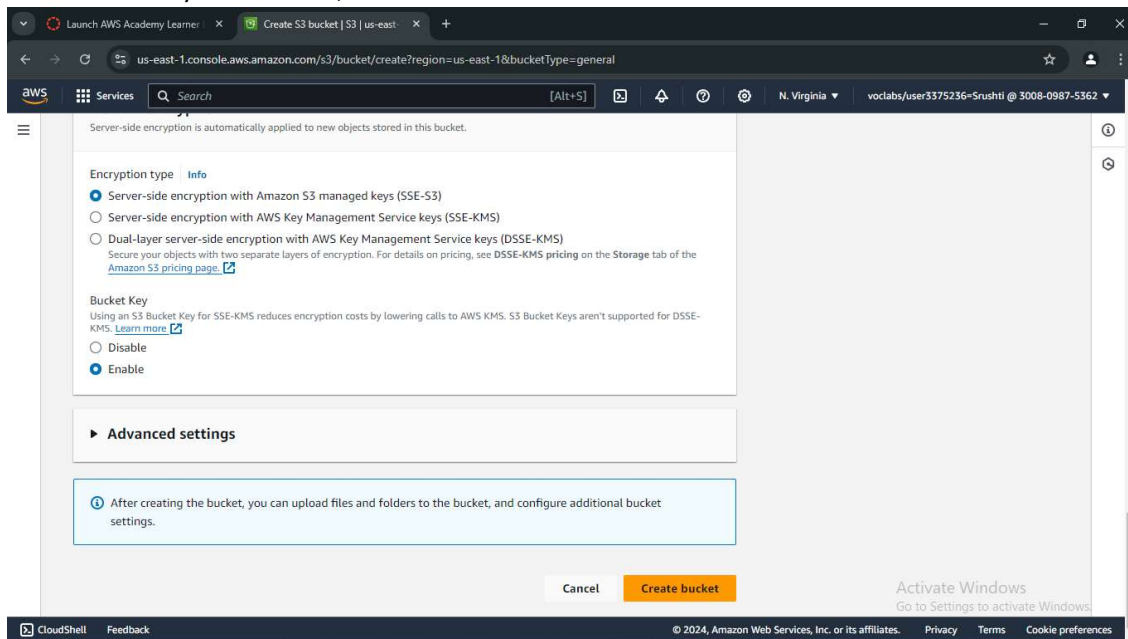 Launch AWS Academy Learner
Create S3 bucket | S3 | us-east-
us-east-1.console.aws.amazon.com/s3/bucket/create?region=us-east-1&bucketType=general
aws
Services
Search
[Alt+S]
N. Virginia
voclabs/user3375236=Srushti @ 3008-0987-5362
Server-side encryption is automatically applied to new objects stored in this bucket.
Encryption type Info
Server-side encryption with Amazon S3 managed keys (SSE-S3)
Server-side encryption with AWS Key Management Service keys (SSE-KMS)
Dual-layer server-side encryption with AWS Key Management Service keys (DSSE-KMS)
Secure your objects with two separate layers of encryption. For details on pricing, see DSSE-KMS pricing on the Storage tab of the
Amazon S3 pricing page.
Bucket Key
Using an S3 Bucket Key for SSE-KMS reduces encryption costs by lowering calls to AWS KMS. S3 Bucket Keys aren't supported for DSSE-
KMS. Learn more
Disable
Enable
Advanced settings
After creating the bucket, you can upload files and folders to the bucket, and configure additional bucket
settings.
Cancel
Create bucket
Activate Windows
Go to Settings to activate Windows.
CloudShell
Feedback
© 2024, Amazon Web Services, Inc. or its affiliates.
Privacy
Terms
Cookie preferences